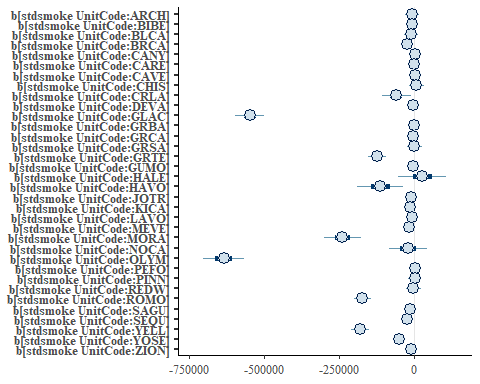 b[stdsmoke UnitCode:ARCH]
b[stdsmoke UnitCode:BIBE]
b[stdsmoke UnitCode:BLCA]
b[stdsmoke UnitCode:BRCA]
b[stdsmoke UnitCode:CANY]
b[stdsmoke UnitCode:CARE]
b[stdsmoke UnitCode:CAVE]
b[stdsmoke UnitCode:CHIS]
b[stdsmoke UnitCode:CRLA]
b[stdsmoke UnitCode:DEVA]
b[stdsmoke UnitCode:GLAC]
b[stdsmoke UnitCode:GRBA]
b[stdsmoke UnitCode:GRCA]
b[stdsmoke UnitCode:GRSA]
b[stdsmoke UnitCode:GRTE]
b[stdsmoke UnitCode:GUMO]
b[stdsmoke UnitCode:HALE]
b[stdsmoke UnitCode:HAVO]
b[stdsmoke UnitCode:JOTR]
b[stdsmoke UnitCode:KICA]
b[stdsmoke UnitCode:LAVO]
b[stdsmoke UnitCode:MEVE]
b[stdsmoke UnitCode:MORA]
b[stdsmoke UnitCode:NOCA]
b[stdsmoke UnitCode:OLYM]
b[stdsmoke UnitCode:PEFO]
b[stdsmoke UnitCode:PINN]
b[stdsmoke UnitCode:REDW]
b[stdsmoke UnitCode:ROMO]
b[stdsmoke UnitCode:SAGU]
b[stdsmoke UnitCode:SEQU]
b[stdsmoke UnitCode:YELL]
b[stdsmoke UnitCode:YOSE]
b[stdsmoke UnitCode:ZION]
-750000 -500000 -250000 0